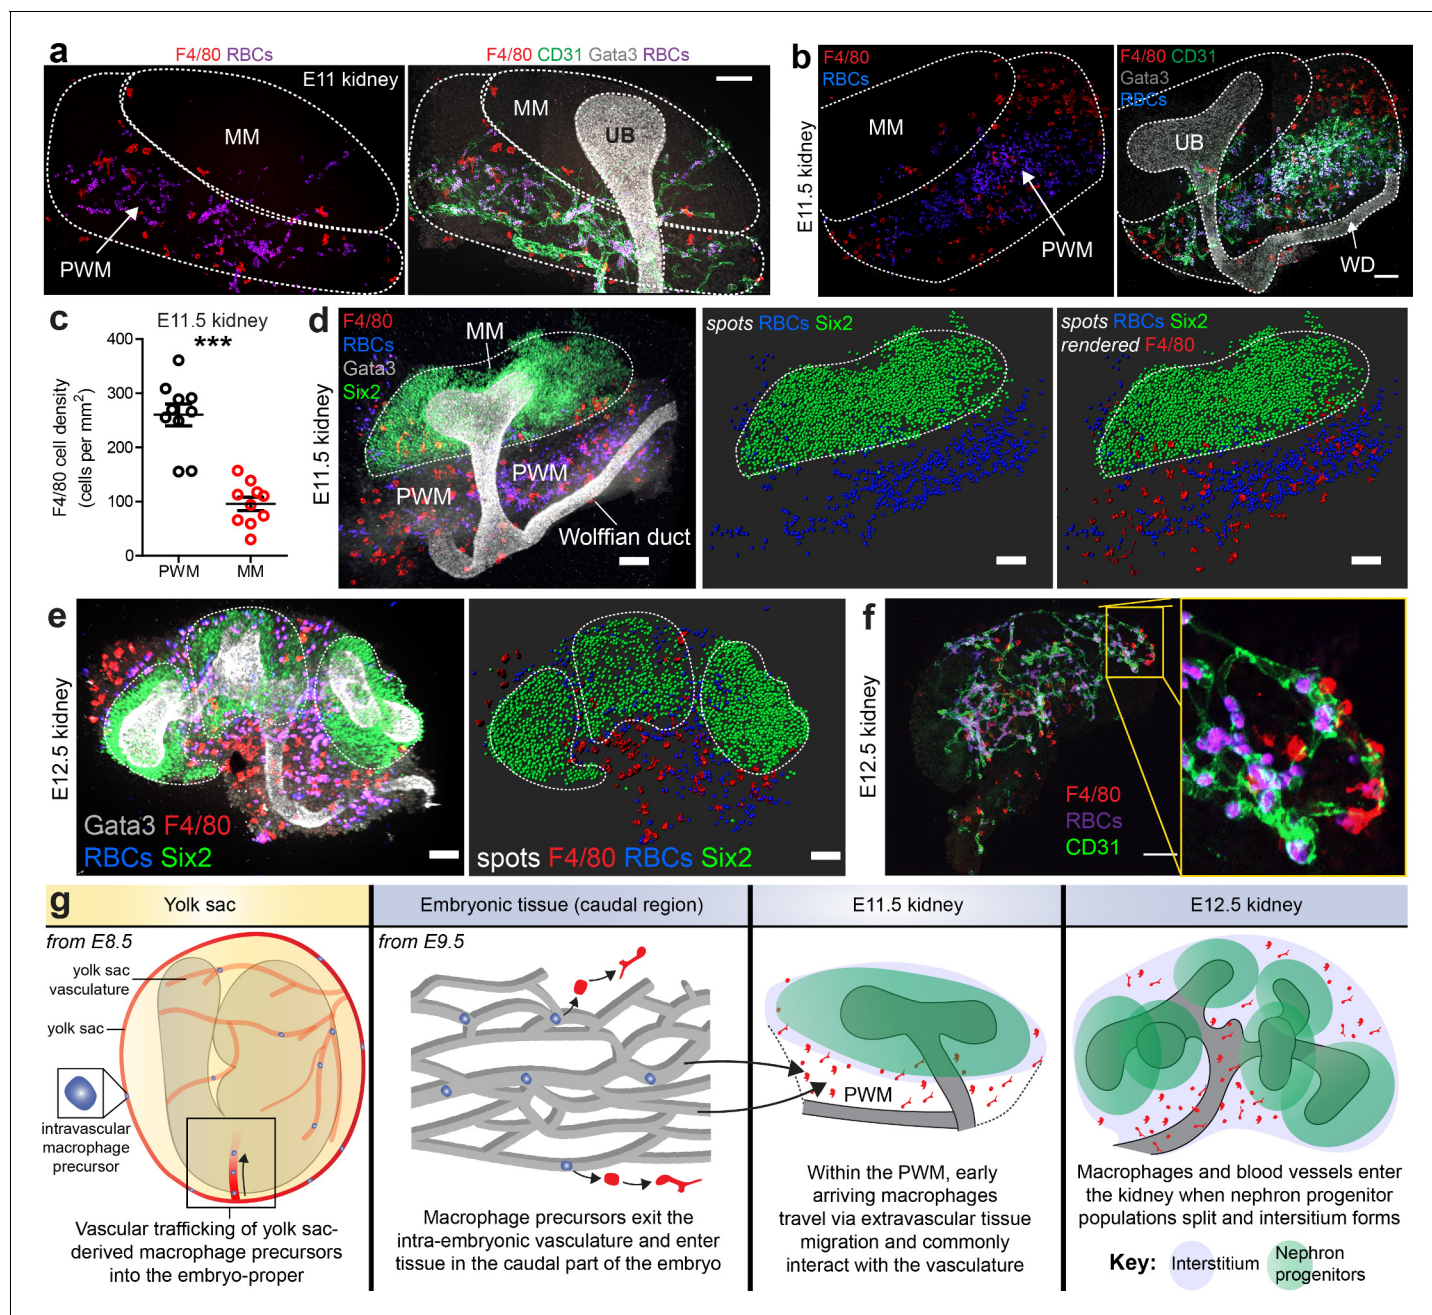 a
F4/80 RBCs
F4/80 CD31 Gata3 RBCs
E11 kidney
MM
PWM
MM
UB
b
E11.5 kidney
F4/80
RBCs
MM
PWM
F4/80 CD31
Gata3
RBCs
UB
WD
c
E11.5 kidney
***
F4/80 cell density
(cells per mm2)
400
300
200
100
0
PWM
MM
d
E11.5 kidney
F4/80
RBCs
Gata3
Six2
MM
PWM
PWM
Wolffian duct
spots RBCs Six2
spots RBCs Six2
rendered F4/80
e
E12.5 kidney
Gata3 F4/80
RBCs Six2
spots F4/80 RBCs Six2
f
E12.5 kidney
F4/80
RBCs
CD31
g
Yolk sac
from E8.5
yolk sac
vasculature
yolk sac
intravascular
macrophage
precursor
Vascular trafficking of yolk sac-
derived macrophage precursors
into the embryo-proper
Embryonic tissue (caudal region)
from E9.5
Macrophage precursors exit the
intra-embryonic vasculature and enter
tissue in the caudal part of the embryo
E11.5 kidney
PWM
Within the PWM, early
arriving macrophages
travel via extravascular tissue
migration and commonly
interact with the vasculature
E12.5 kidney
Macrophages and blood vessels enter
the kidney when nephron progenitor
populations split and intersitium forms
Key:
Interstitium
Nephron
progenitors